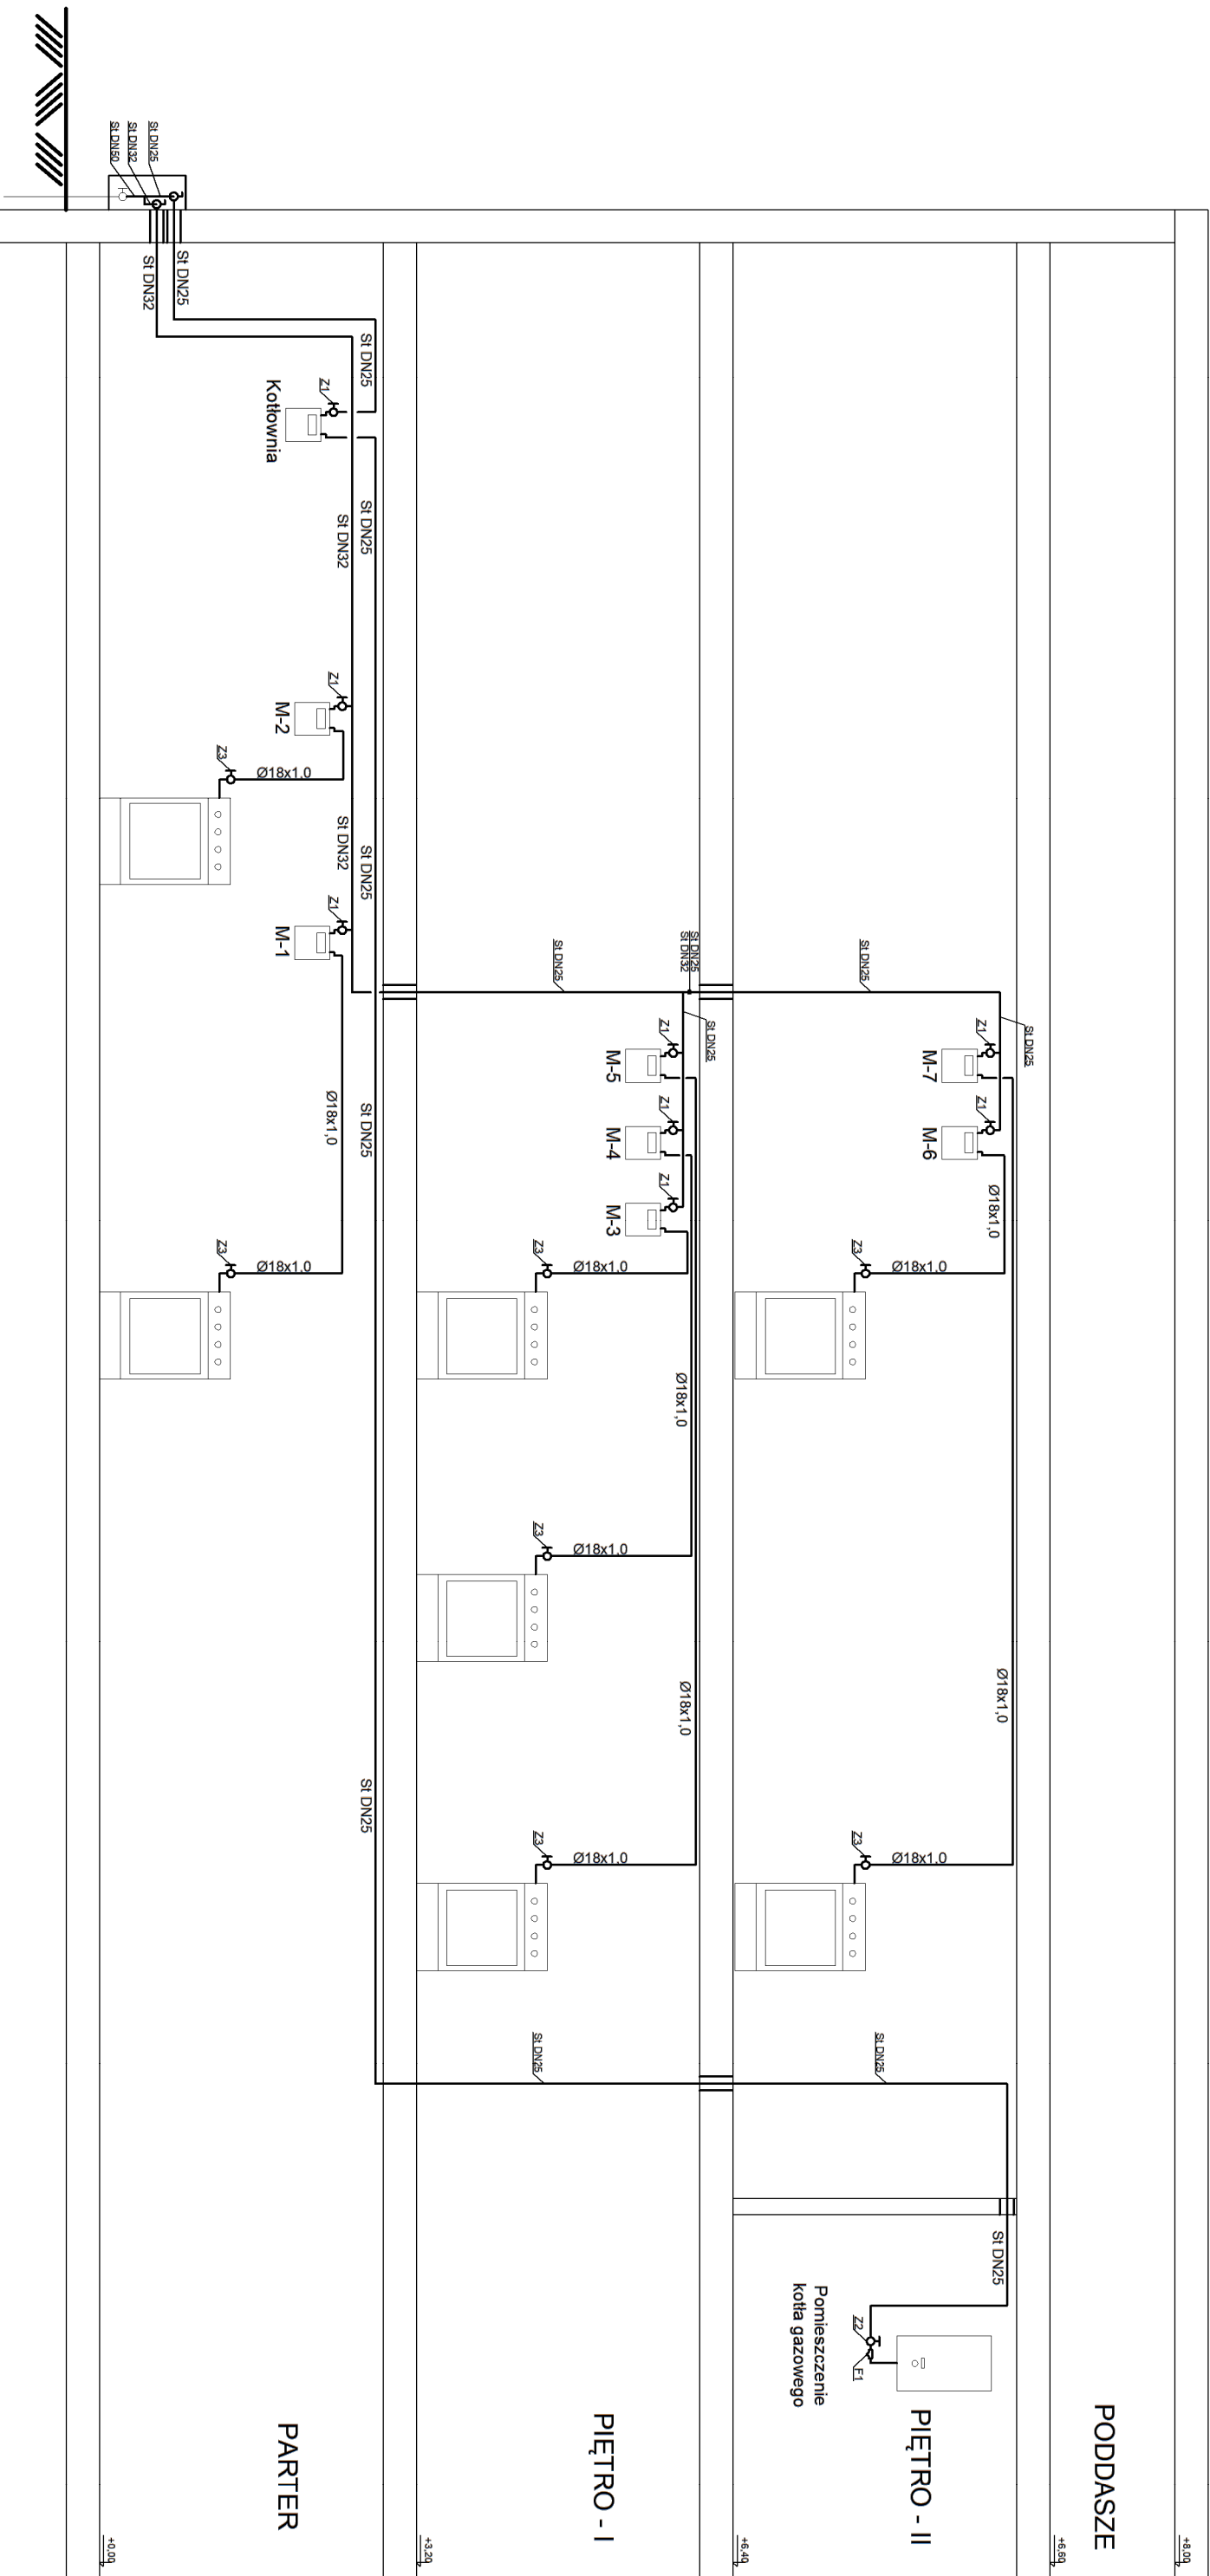 PODDASZE
+8,00
+6,60
St DN25
St DN25
Z1
M-7
Z1
M-6
Ø18x1,0
Z3
Ø18x1,0
Ø18x1,0
Z3
Ø18x1,0
St DN25
St DN25
Z2
F1
Pomieszczenie
kotła gazowego
PIĘTRO - II
+6,40
St DN25
St DN32
St DN25
St DN25
Z1
M-5
Z1
M-4
Z1
M-3
Z3
Ø18x1,0
Ø18x1,0
Z3
Ø18x1,0
Ø18x1,0
Z3
Ø18x1,0
St DN25
PIĘTRO - I
+3,20
St DN25
St DN32
St DN50
St DN25
St DN32
St DN25
Z1
Kotłownia
St DN25
St DN32
Z1
M-2
Z3
Ø18x1,0
St DN25
St DN32
Z1
M-1
St DN25
Ø18x1,0
Z3
Ø18x1,0
St DN25
PARTER
+0,00